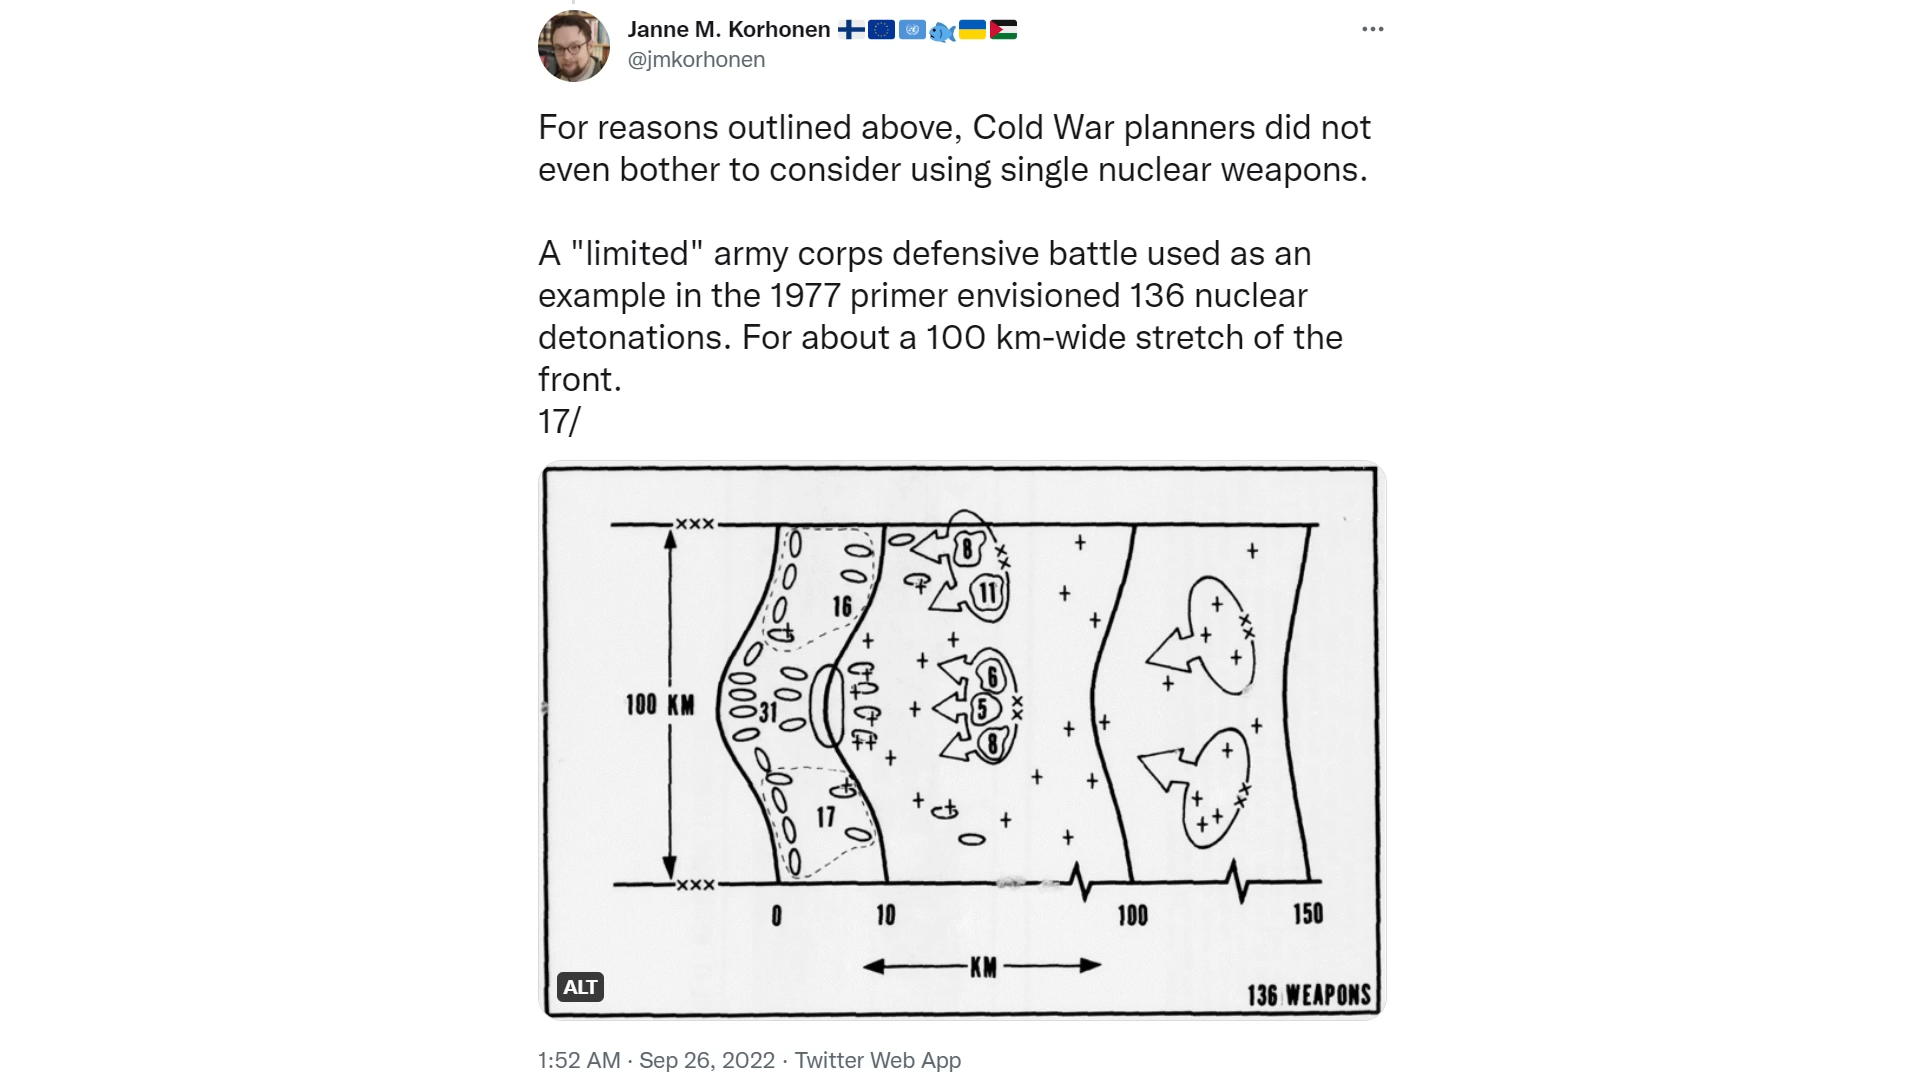 Janne M. Korhonen
@jmkorhonen
For reasons outlined above, Cold War planners did not
even bother to consider using single nuclear weapons.
A "limited" army corps defensive battle used as an
example in the 1977 primer envisioned 136 nuclear
detonations. For about a 100 km-wide stretch of the
front.
17/
XXX
8
XX
11
16
XX
6
100 KM
31
5
XX
8
XX
17
XXX
0 10 100 150
KM
ALT
136 WEAPONS
1:52 AM · Sep 26, 2022 · Twitter Web App